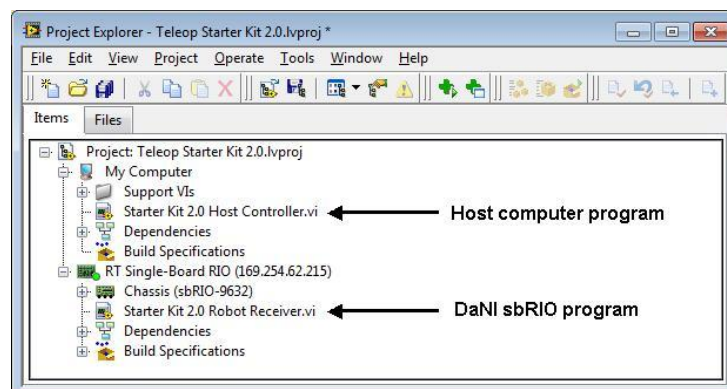 Project Explorer - Teleop Starter Kit 2.0.lvproj *
File Edit View Project Operate Tools Window Help
Items Files
Project: Teleop Starter Kit 2.0.lvproj
My Computer
Support VIs
Starter Kit 2.0 Host Controller.vi Host computer program
Dependencies
Build Specifications
RT Single-Board RIO (169.254.62.215)
Chassis (sbRIO-9632)
Starter Kit 2.0 Robot Receiver.vi DaNI sbRIO program
Dependencies
Build Specifications